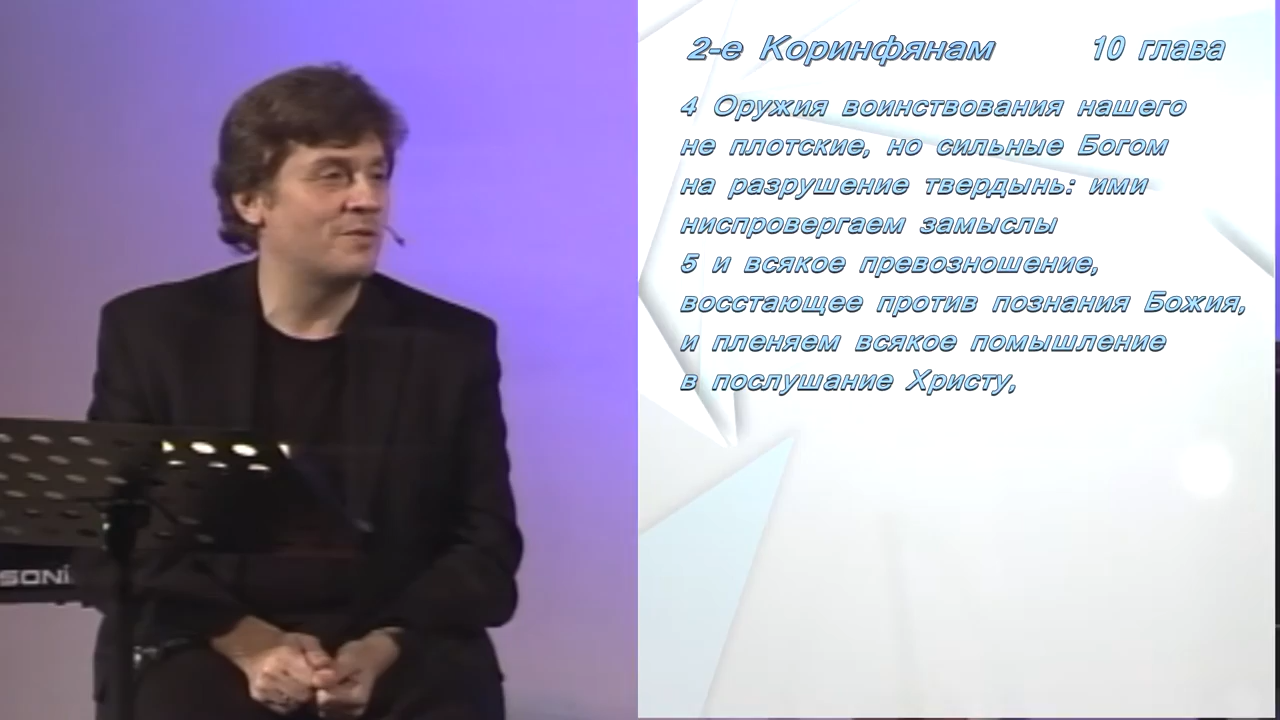 2-е Коринфянам 10 глава
4 Оружия воинствования нашего
не плотские, но сильные Богом
на разрушение твердынь: ими
ниспровергаем замыслы
5 и всякое превозношение,
восстающее против познания Божия,
и пленяем всякое помышление
в послушание Христу,
SONi